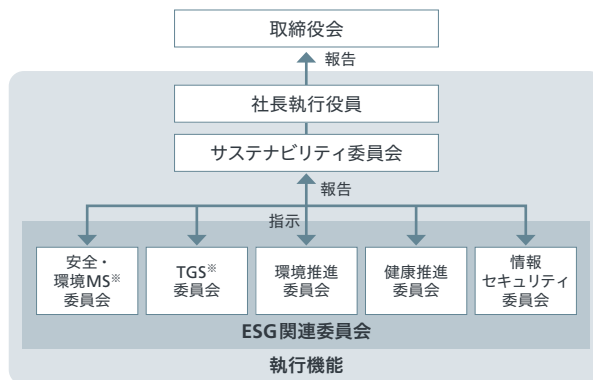 取締役会
報告
社長執行役員
サステナビリティ委員会
報告
指示
安全・
環境MS※
委員会
TGS※
委員会
環境推進
委員会
健康推進
委員会
情報
セキュリティ
委員会
ESG関連委員会
執行機能